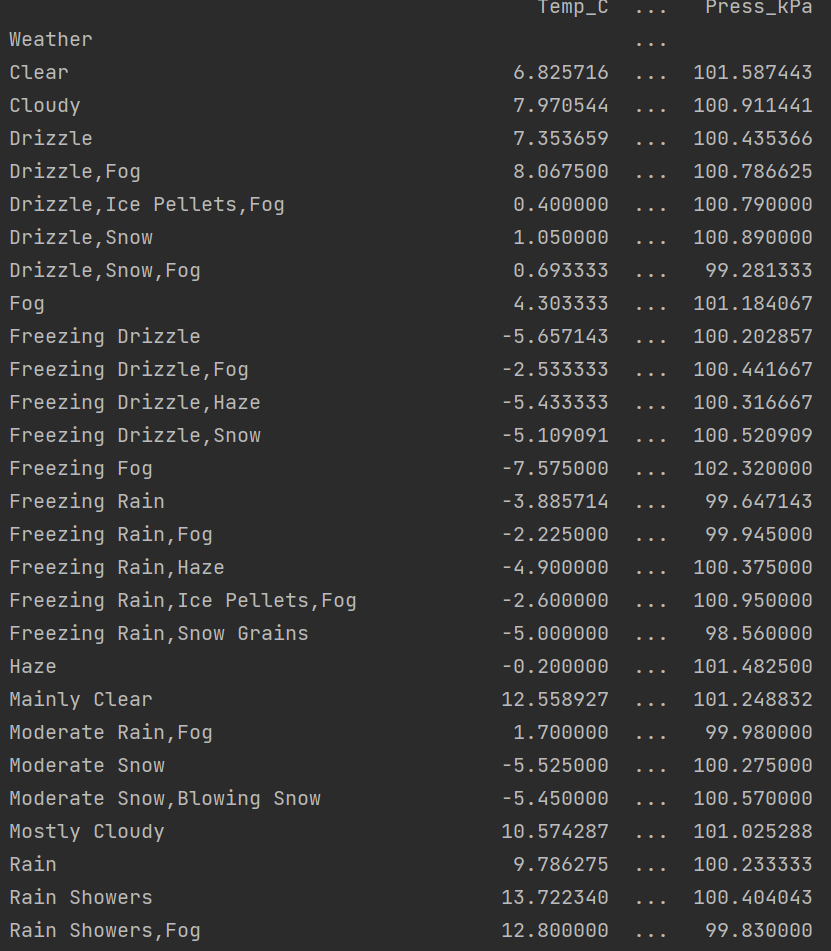 Temp_C ... Press_kPa
Weather ...
Clear 6.825716 ... 101.587443
Cloudy 7.970544 ... 100.911441
Drizzle 7.353659 ... 100.435366
Drizzle,Fog 8.067500 ... 100.786625
Drizzle,Ice Pellets,Fog 0.400000 ... 100.790000
Drizzle,Snow 1.050000 ... 100.890000
Drizzle,Snow,Fog 0.693333 ... 99.281333
Fog 4.303333 ... 101.184067
Freezing Drizzle -5.657143 ... 100.202857
Freezing Drizzle,Fog -2.533333 ... 100.441667
Freezing Drizzle,Haze -5.433333 ... 100.316667
Freezing Drizzle,Snow -5.109091 ... 100.520909
Freezing Fog -7.575000 ... 102.320000
Freezing Rain -3.885714 ... 99.647143
Freezing Rain,Fog -2.225000 ... 99.945000
Freezing Rain,Haze -4.900000 ... 100.375000
Freezing Rain,Ice Pellets,Fog -2.600000 ... 100.950000
Freezing Rain,Snow Grains -5.000000 ... 98.560000
Haze -0.200000 ... 101.482500
Mainly Clear 12.558927 ... 101.248832
Moderate Rain,Fog 1.700000 ... 99.980000
Moderate Snow -5.525000 ... 100.275000
Moderate Snow,Blowing Snow -5.450000 ... 100.570000
Mostly Cloudy 10.574287 ... 101.025288
Rain 9.786275 ... 100.233333
Rain Showers 13.722340 ... 100.404043
Rain Showers,Fog 12.800000 ... 99.830000